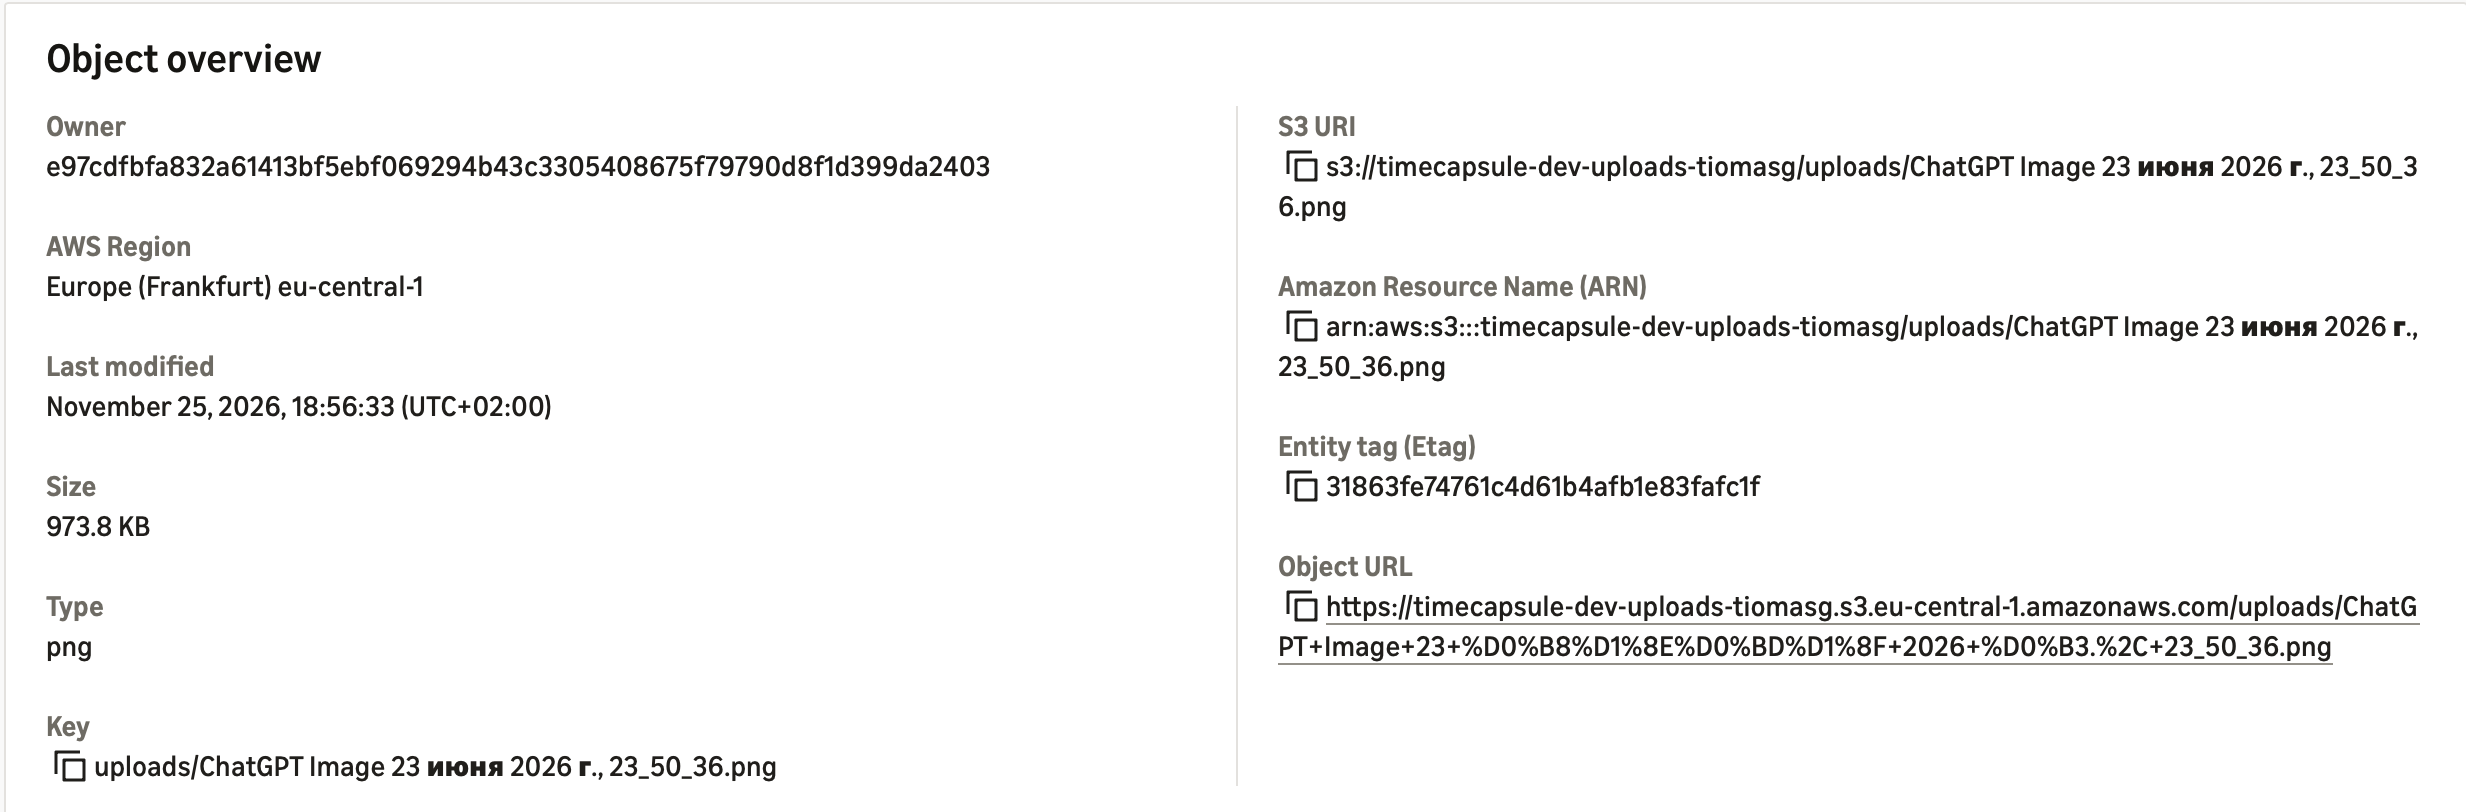 Object overview
Owner
e97cdfbfa832a61413bf5ebf069294b43c3305408675f79790d8f1d399da2403
AWS Region
Europe (Frankfurt) eu-central-1
Last modified
November 25, 2026, 18:56:33 (UTC+02:00)
Size
973.8 KB
Type
png
Key
uploads/ChatGPT Image 23 июня 2026 г., 23_50_36.png
S3 URI
s3://timecapsule-dev-uploads-tiomasg/uploads/ChatGPT Image 23 июня 2026 г., 23_50_3
6.png
Amazon Resource Name (ARN)
arn:aws:s3:::timecapsule-dev-uploads-tiomasg/uploads/ChatGPT Image 23 июня 2026 г.,
23_50_36.png
Entity tag (Etag)
31863fe74761c4d61b4afb1e83fafc1f
Object URL
https://timecapsule-dev-uploads-tiomasg.s3.eu-central-1.amazonaws.com/uploads/ChatG
PT+Image+23+%D0%B8%D1%8E%D0%BD%D1%8F+2026+%D0%B3.%2C+23_50_36.png